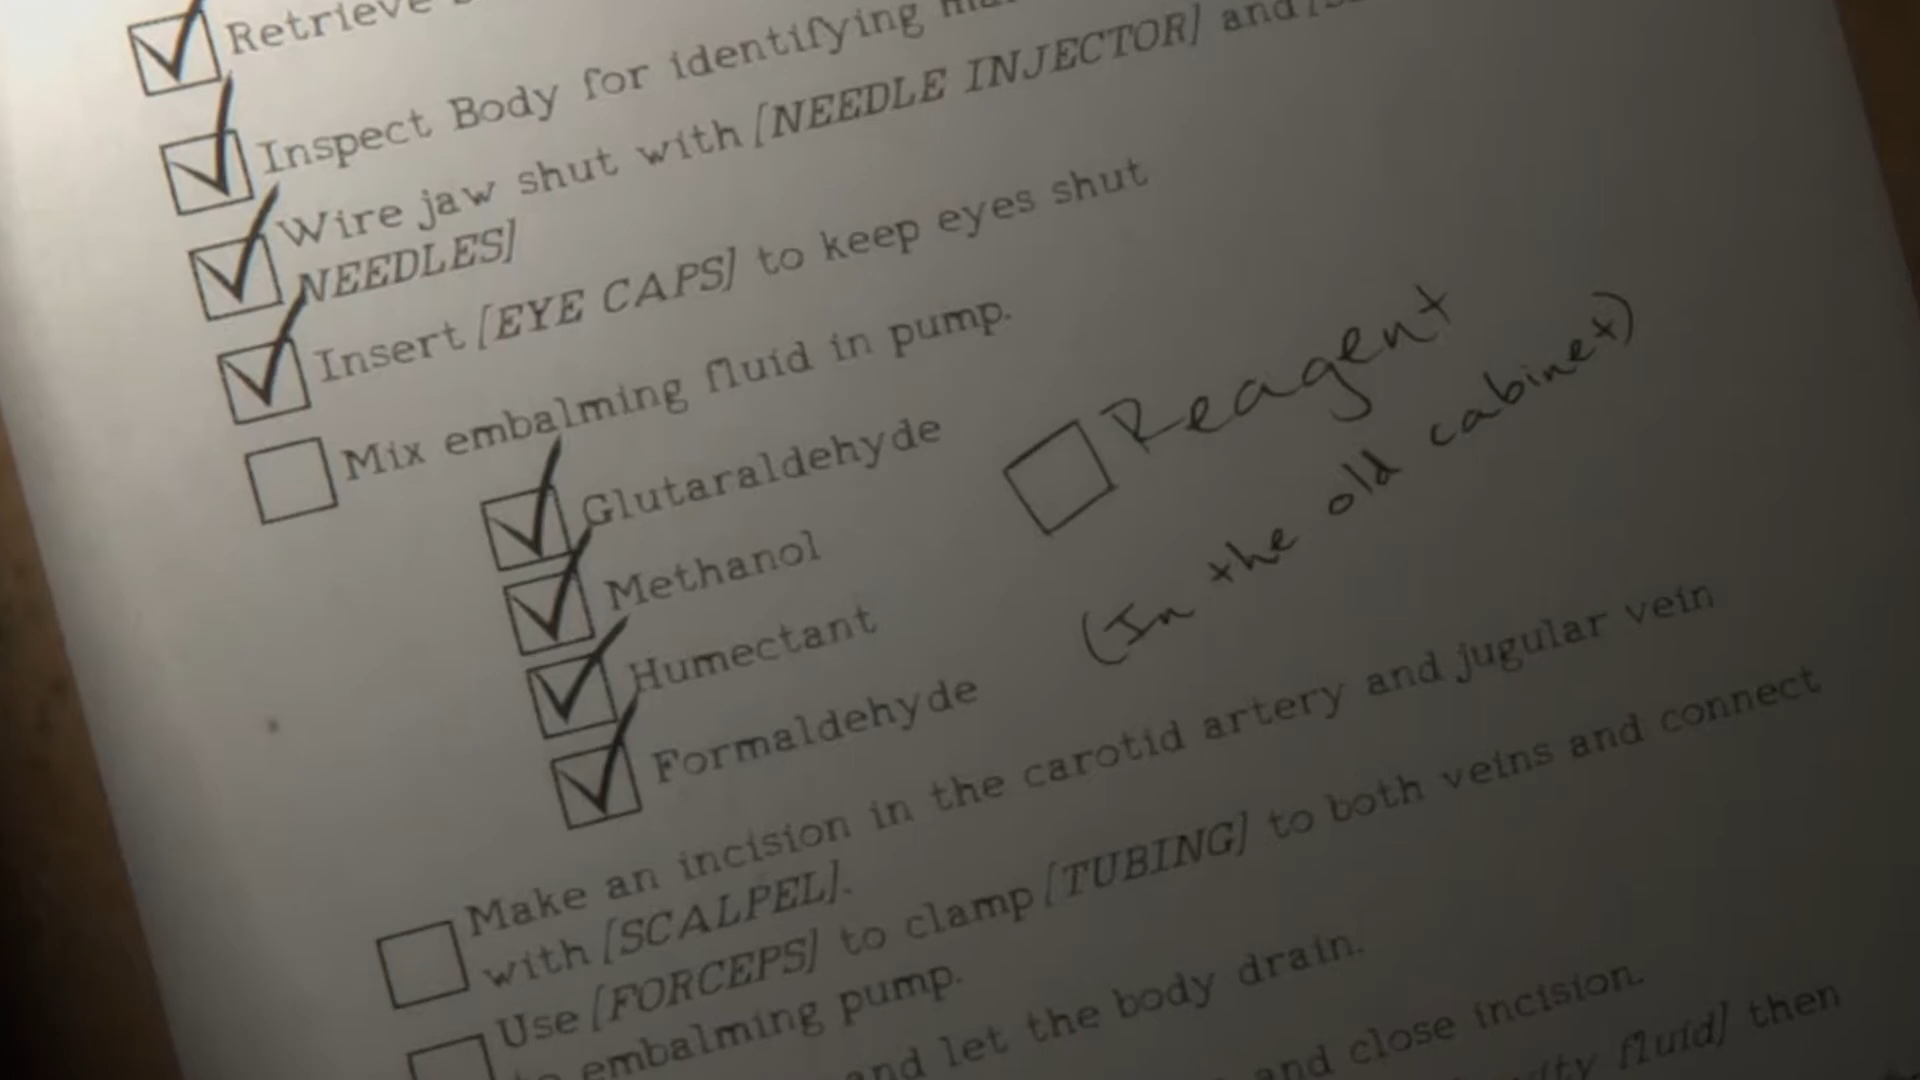 Retrieve
Inspect Body for identifying
Wire jaw shut with [NEEDLE INJECTOR] and
NEEDLES]
Insert [EYE CAPS] to keep eyes shut
Mix embalming fluid in pump.
Glutaraldehyde
Reagent
Methanol
(In the old cabinet)
Humectant
Formaldehyde
Make an incision in the carotid artery and jugular vein
with [SCALPEL].
Use [FORCEPS] to clamp [TUBING] to both veins and connect
to embalming pump.
and let the body drain.
and close incision.
fluid] then